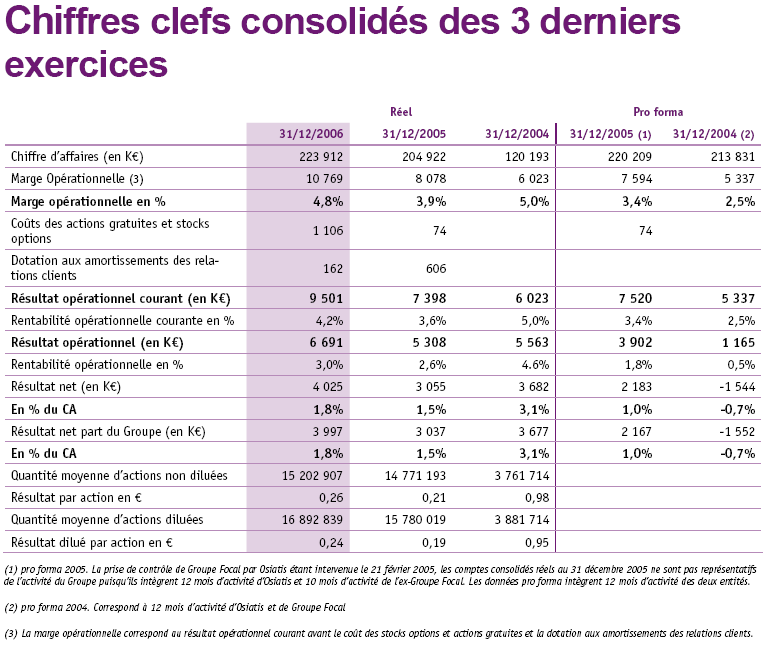 Chiffres clefs consolidés des 3 derniers
exercices
Réel Pro forma
31/12/2006 31/12/2005 31/12/2004 31/12/2005 (1) 31/12/2004 (2)
Chiffre d'affaires (en K€) 223 912 204 922 120 193 220 209 213 831
Marge Opérationnelle (3) 10 769 8 078 6 023 7 594 5 337
Marge opérationnelle en % 4,8% 3,9% 5,0% 3,4% 2,5%
Coûts des actions gratuites et stocks
options 1 106 74 74
Dotation aux amortissements des rela-
tions clients 162 606
Résultat opérationnel courant (en K€) 9 501 7 398 6 023 7 520 5 337
Rentabilité opérationnelle courante en % 4,2% 3,6% 5,0% 3,4% 2,5%
Résultat opérationnel (en K€) 6 691 5 308 5 563 3 902 1 165
Rentabilité opérationnelle en % 3,0% 2,6% 4.6% 1,8% 0,5%
Résultat net (en K€) 4 025 3 055 3 682 2 183 -1 544
En % du CA 1,8% 1,5% 3,1% 1,0% -0,7%
Résultat net part du Groupe (en K€) 3 997 3 037 3 677 2 167 -1 552
En % du CA 1,8% 1,5% 3,1% 1,0% -0,7%
Quantité moyenne d'actions non diluées 15 202 907 14 771 193 3 761 714
Résultat par action en € 0,26 0,21 0,98
Quantité moyenne d'actions diluées 16 892 839 15 780 019 3 881 714
Résultat dilué par action en € 0,24 0,19 0,95
(1) pro forma 2005. La prise de contrôle de Groupe Focal par Osiatis étant intervenue le 21 février 2005, les comptes consolidés réels au 31 décembre 2005 ne sont pas représentatifs
de l'activité du Groupe puisqu'ils intègrent 12 mois d'activité d'Osiatis et 10 mois d'activité de l'ex-Groupe Focal. Les données pro forma intègrent 12 mois d'activité des deux entités.
(2) pro forma 2004. Correspond à 12 mois d'activité d'Osiatis et de Groupe Focal
(3) La marge opérationnelle correspond au résultat opérationnel courant avant le coût des stocks options et actions gratuites et la dotation aux amortissements des relations clients.